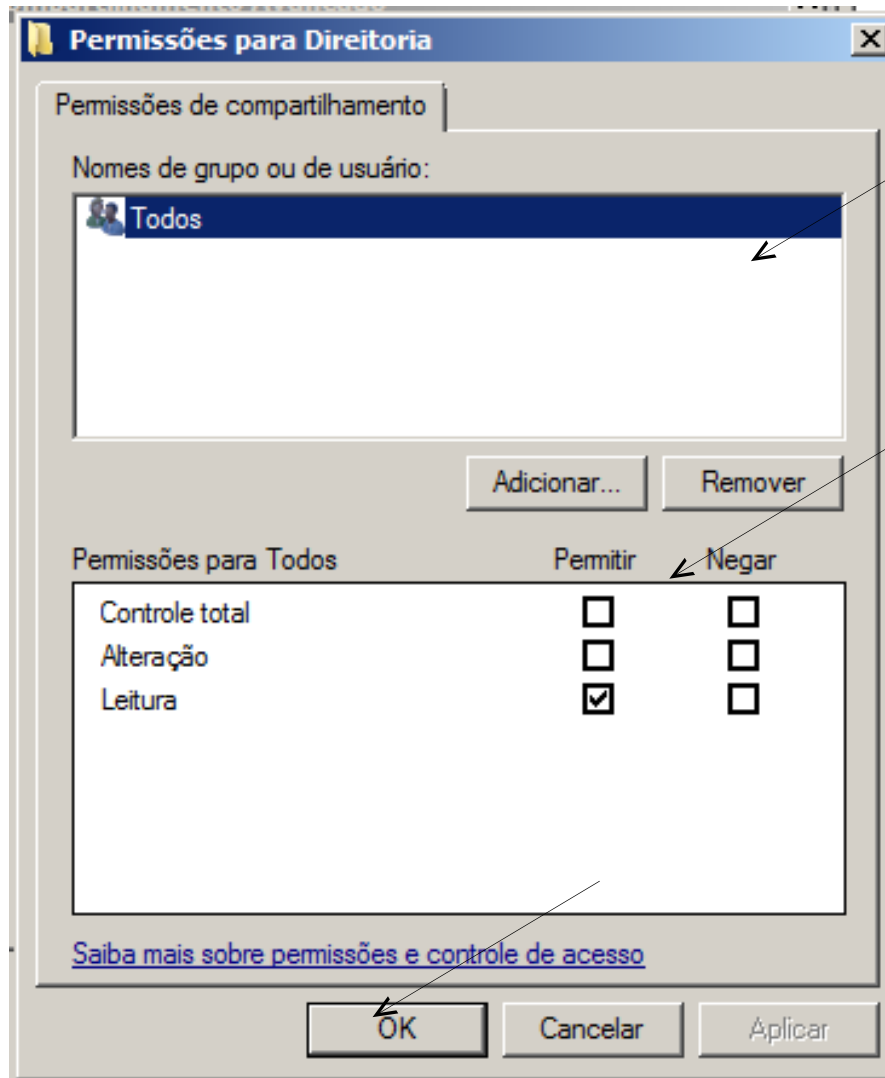 Permissões para Direitoria
Permissões de compartilhamento
Nomes de grupo ou de usuário:
Todos
Adicionar... Remover
Permissões para Todos Permitir Negar
Controle total
Alteração
Leitura
Saiba mais sobre permissões e controle de acesso
OK Cancelar Aplicar